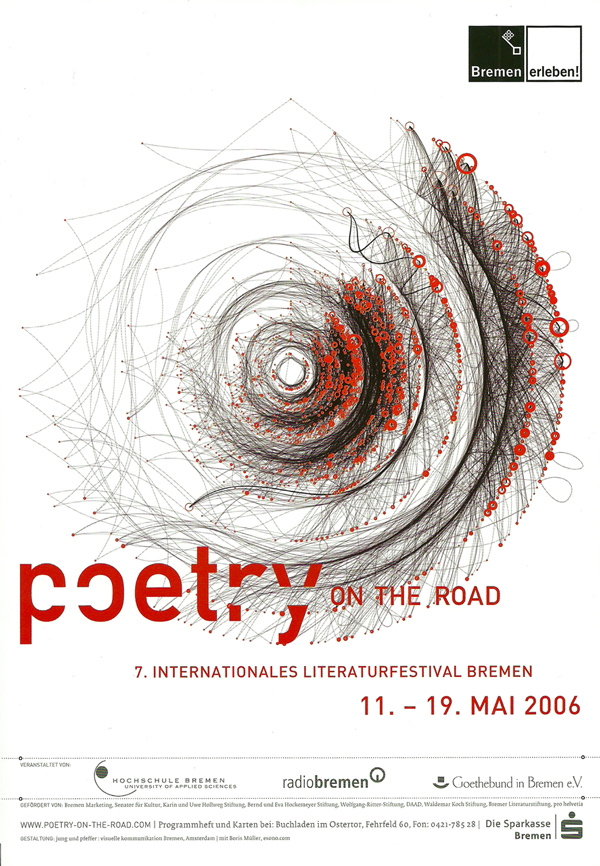 Bremen erleben!
poetry ON THE ROAD
7. INTERNATIONALES LITERATURFESTIVAL BREMEN
11. – 19. MAI 2006
VERANSTALTET VON:
HOCHSCHULE BREMEN
UNIVERSITY OF APPLIED SCIENCES
radiobremen
Goethebund in Bremen e.V.
GEFÖRDERT VON: Bremen Marketing, Senator für Kultur, Karin und Uwe Hollweg Stiftung, Bernd und Eva Hockemeyer Stiftung, Wolfgang-Ritter-Stiftung, DAAD, Waldemar Koch Stiftung, Bremer Literaturstiftung, pro helvetia
WWW.POETRY-ON-THE-ROAD.COM | Programmheft und Karten bei: Buchladen im Ostertor, Fehrfeld 60, Fon: 0421-785 28 | Die Sparkasse
Bremen
GESTALTUNG: jung und pfeffer : visuelle kommunikation Bremen, Amsterdam | mit Boris Müller, esono.com